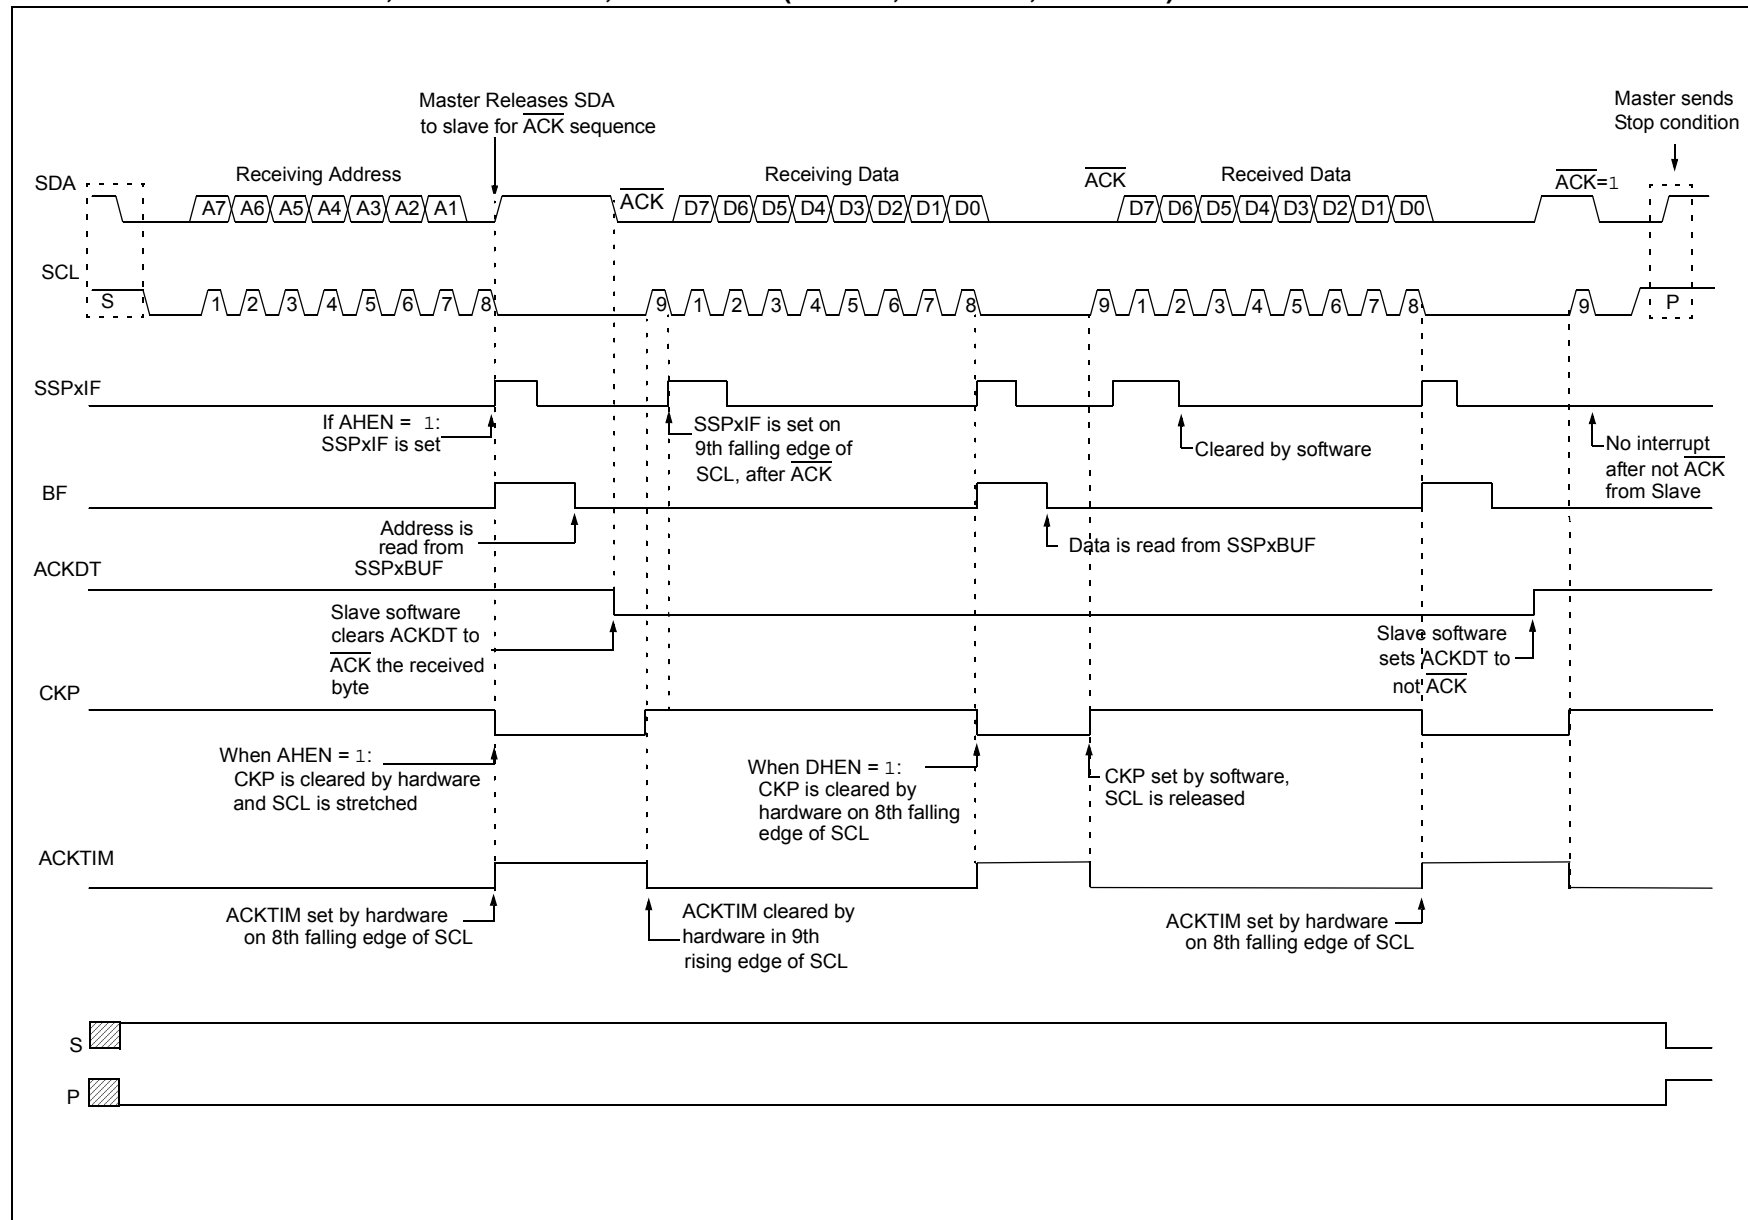 Master Releases SDA
to slave for ACK sequence
Master sends
Stop condition
SDA
Receiving Address
ACK
Receiving Data
ACK
Received Data
ACK=1
A7 A6 A5 A4 A3 A2 A1
D7 D6 D5 D4 D3 D2 D1 D0
D7 D6 D5 D4 D3 D2 D1 D0
SCL
S
1 2 3 4 5 6 7 8
9 1 2 3 4 5 6 7 8
9 1 2 3 4 5 6 7 8
9
P
SSPxIF
If AHEN = 1:
SSPxIF is set
SSPxIF is set on
9th falling edge of
SCL, after ACK
Cleared by software
No interrupt
after not ACK
from Slave
BF
Address is
read from
SSPxBUF
Data is read from SSPxBUF
ACKDT
Slave software
clears ACKDT to
ACK the received
byte
Slave software
sets ACKDT to
not ACK
CKP
When AHEN = 1:
CKP is cleared by hardware
and SCL is stretched
When DHEN = 1:
CKP is cleared by
hardware on 8th falling
edge of SCL
CKP set by software,
SCL is released
ACKTIM
ACKTIM set by hardware
on 8th falling edge of SCL
ACKTIM cleared by
hardware in 9th
rising edge of SCL
ACKTIM set by hardware
on 8th falling edge of SCL
S
P